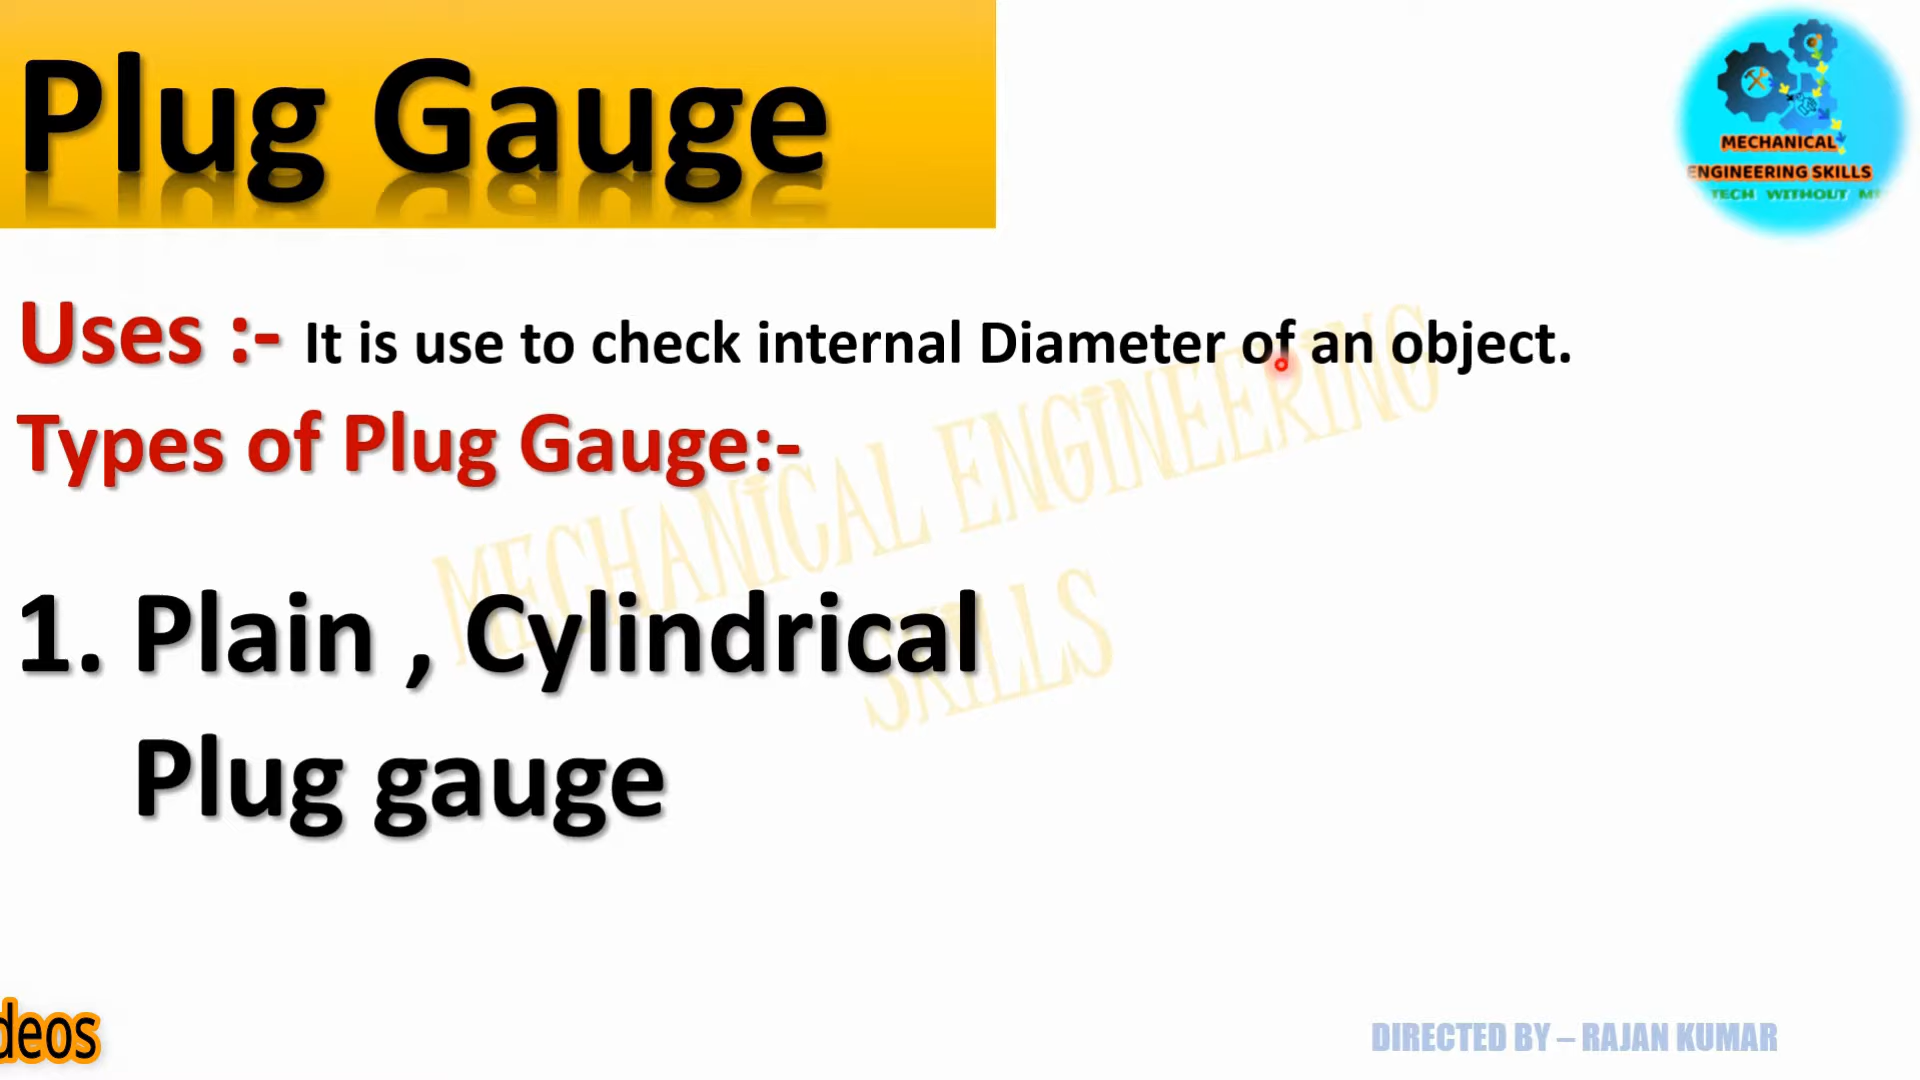 Plug Gauge
MECHANICAL
ENGINEERING SKILLS
TECH WITHOUT
Uses :- It is use to check internal Diameter of an object.
Types of Plug Gauge:-
MECHANICAL ENGINEERING
SKILLS
1. Plain , Cylindrical
Plug gauge
deos
DIRECTED BY – RAJAN KUMAR